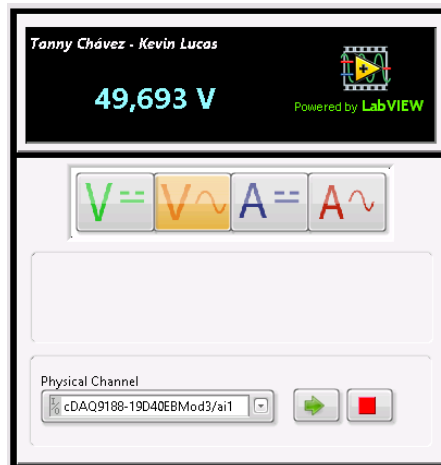 Tanny Chávez - Kevin Lucas
49,693 V
Powered by LabVIEW
V V A A
Physical Channel
I/O cDAQ9188-19D40EBMod3/ai1